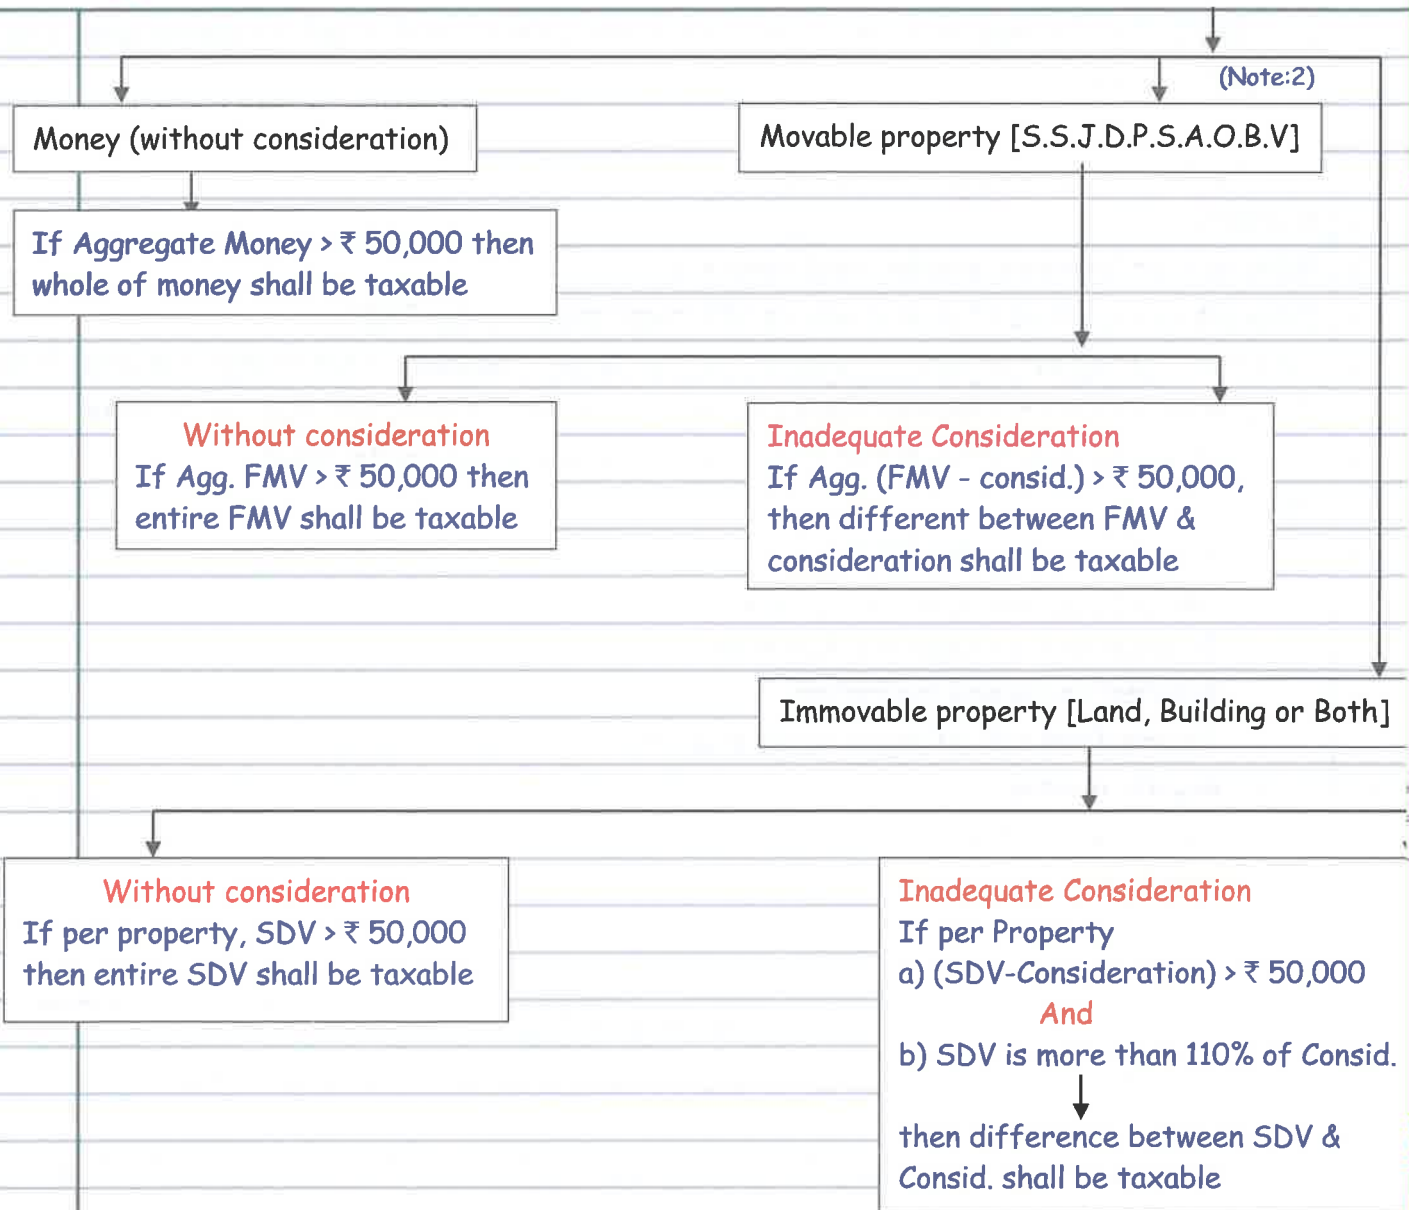 (Note:2)
Money (without consideration)
Movable property [S.S.J.D.P.S.A.O.B.V]
If Aggregate Money > ₹ 50,000 then
whole of money shall be taxable
Without consideration
If Agg. FMV > ₹ 50,000 then
entire FMV shall be taxable
Inadequate Consideration
If Agg. (FMV - consid.) > ₹ 50,000,
then different between FMV &
consideration shall be taxable
Immovable property [Land, Building or Both]
Without consideration
If per property, SDV > ₹ 50,000
then entire SDV shall be taxable
Inadequate Consideration
If per Property
a) (SDV-Consideration) > ₹ 50,000
And
b) SDV is more than 110% of Consid.
then difference between SDV &
Consid. shall be taxable